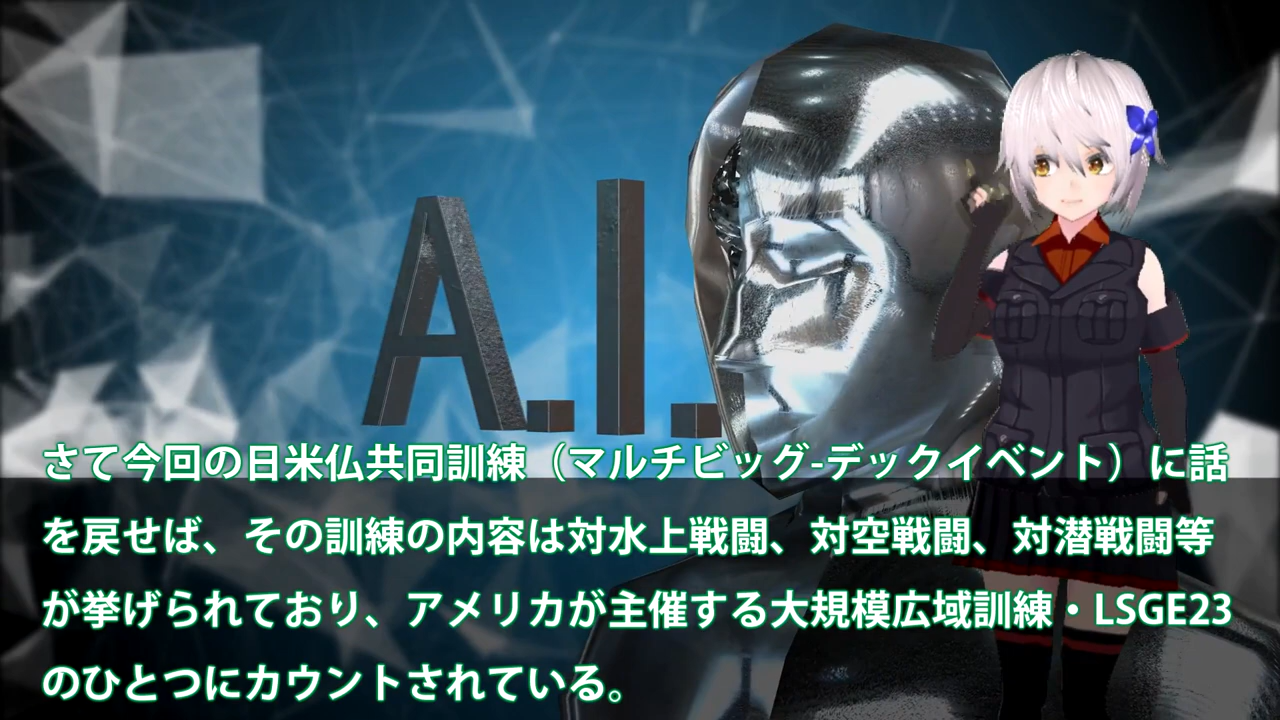 A.I.
さて今回の日米仏共同訓練（マルチビッグ-デックイベント）に話
を戻せば、その訓練の内容は対水上戦闘、対空戦闘、対潜戦闘等
が挙げられており、アメリカが主催する大規模広域訓練・LSGE23
のひとつにカウントされている。